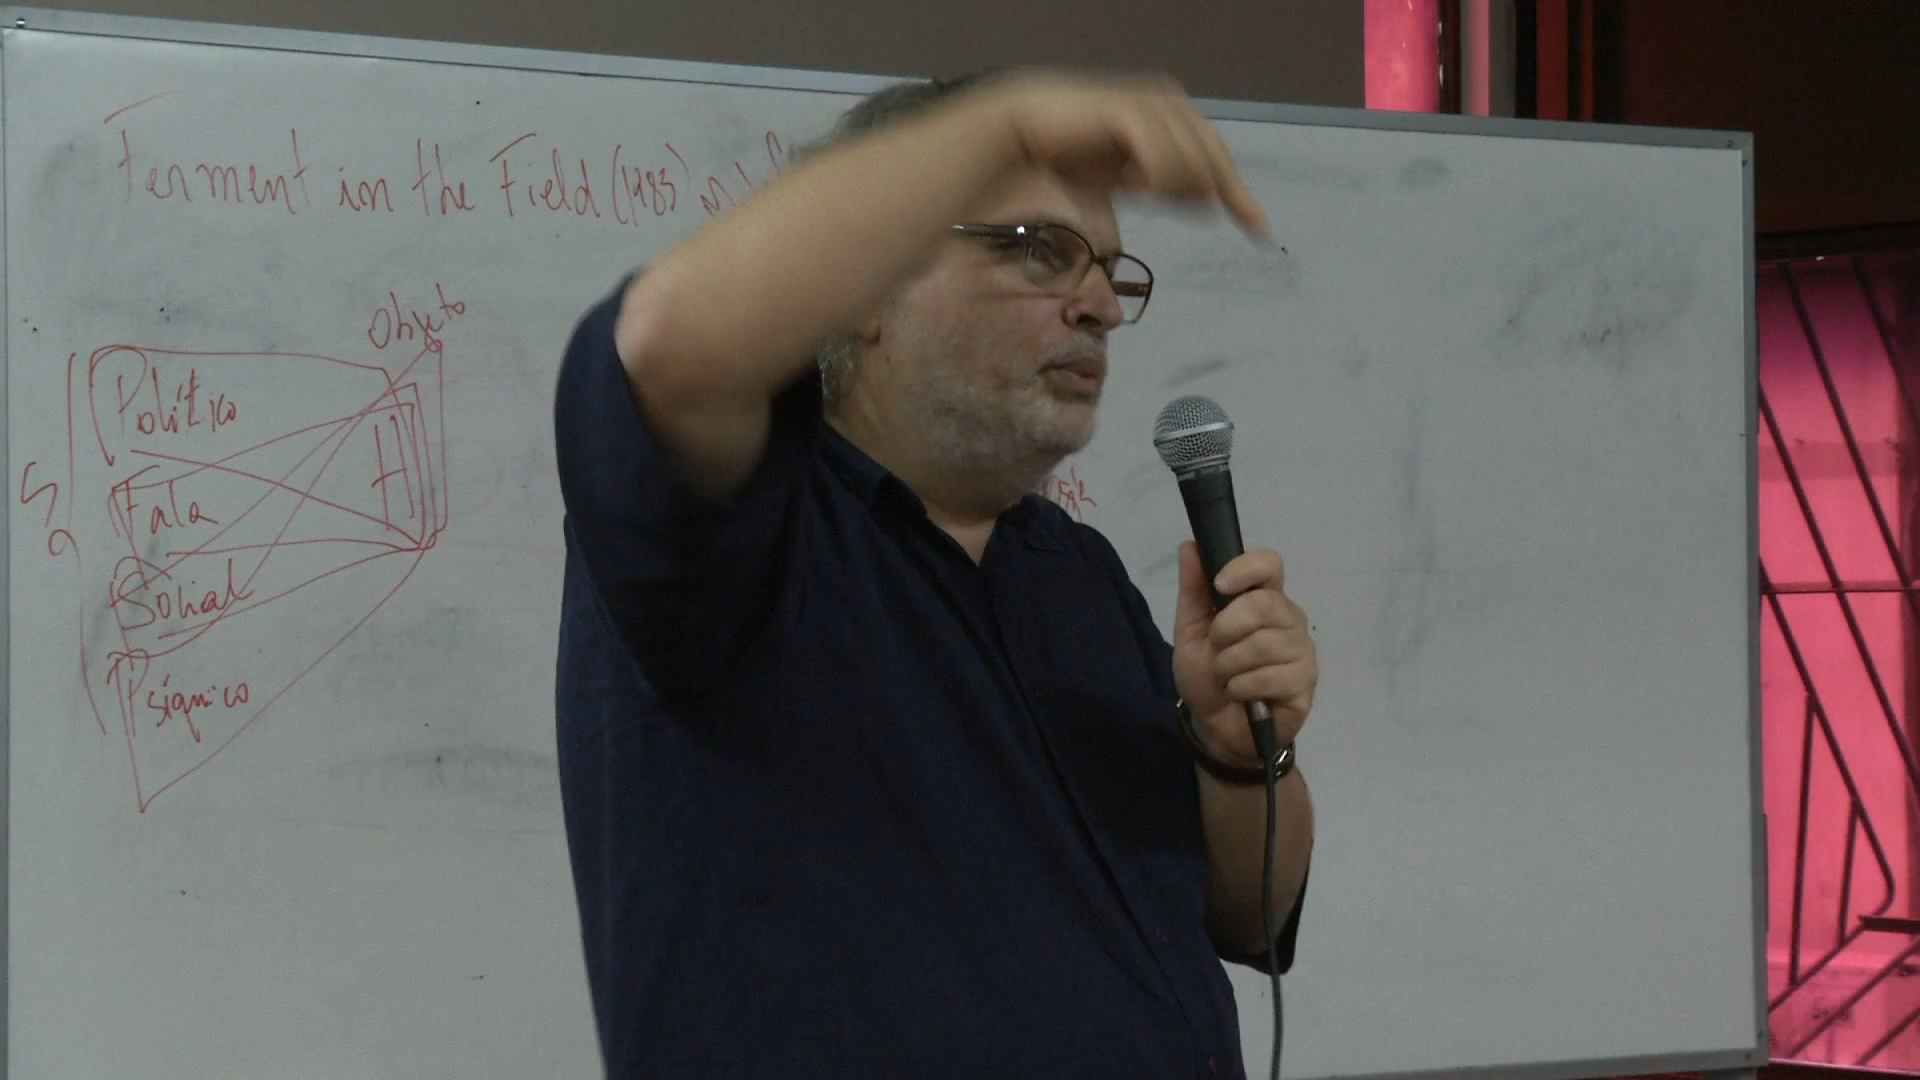 Ferment in the Field (1983)
Objeto
Político
Fala
Social
Psíquico